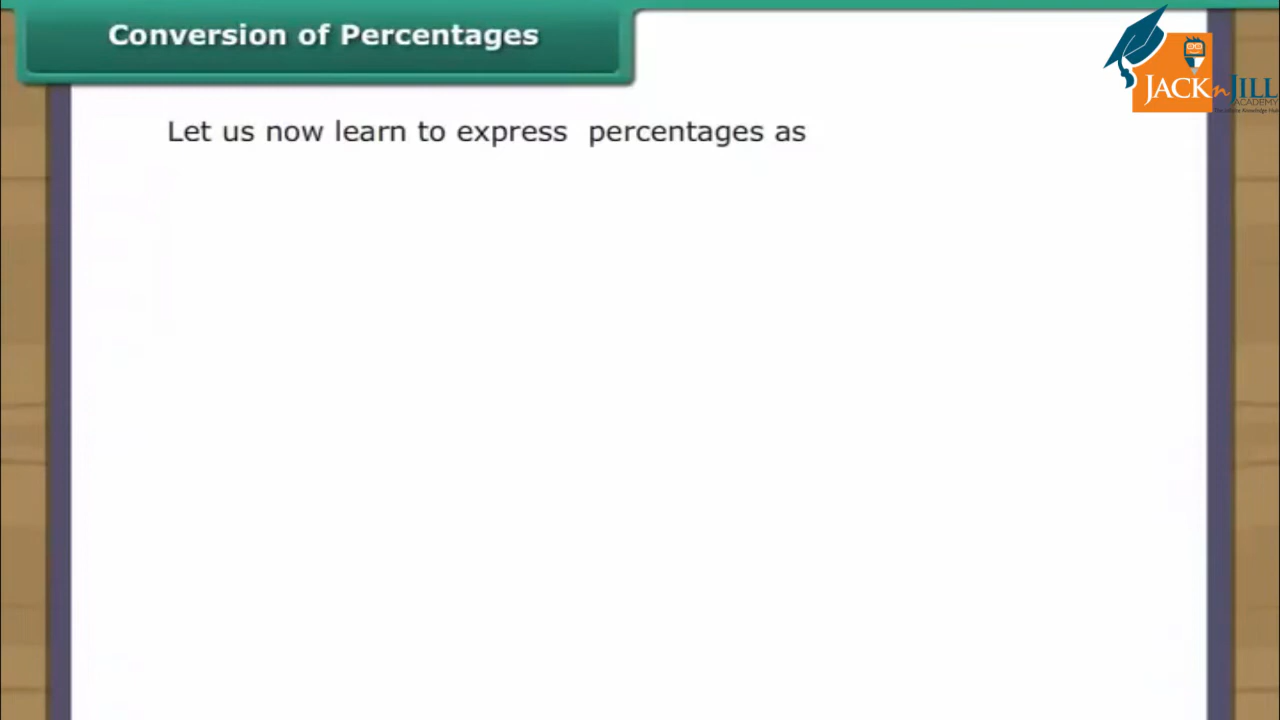 Conversion of Percentages
JACK n JILL
ACADEMY
Let us now learn to express percentages as